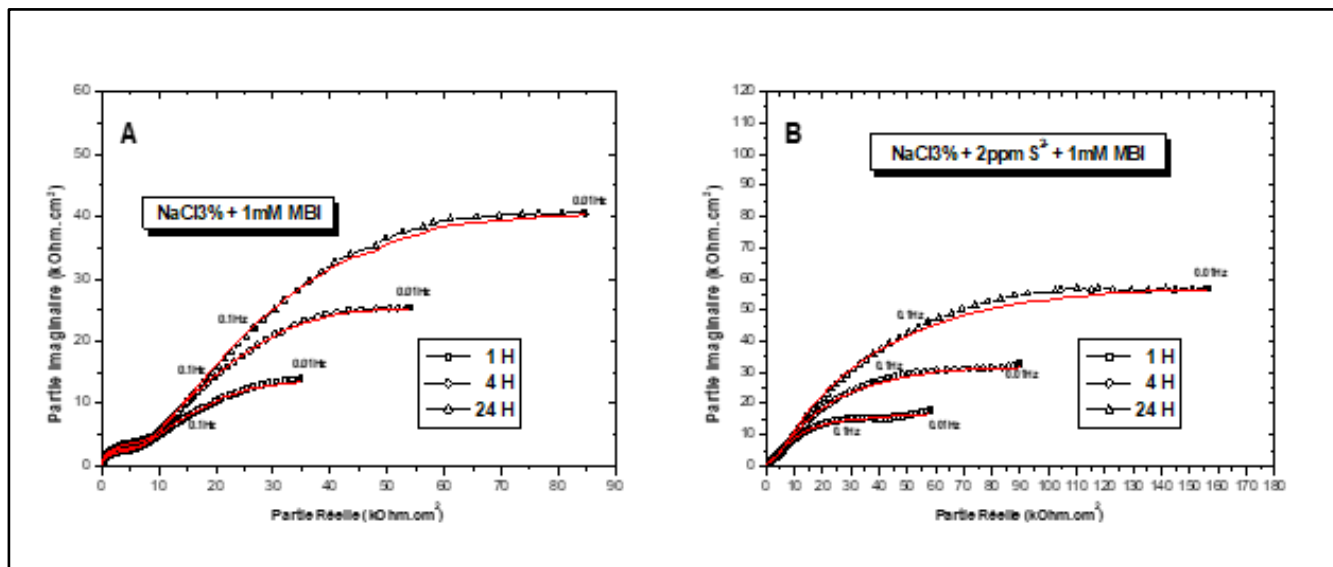 A
NaCl3% + 1mM MBI
60
50
40
30
20
10
0
0 10 20 30 40 50 60 70 80 90
Partie Imaginaire (kOhm.cm²)
Partie Réelle (kOhm.cm²)
0.01Hz
0.1Hz
0.01Hz
0.1Hz
0.01Hz
0.1Hz
1 H
4 H
24 H
B
NaCl3% + 2ppm S²⁻ + 1mM MBI
120
110
100
90
80
70
60
50
40
30
20
10
0
0 10 20 30 40 50 60 70 80 90 100 110 120 130 140 150 160 170 180
Partie Imaginaire (kOhm.cm²)
Partie Réelle (kOhm.cm²)
0.01Hz
0.1Hz
0.1Hz
0.01Hz
0.1Hz
0.01Hz
1 H
4 H
24 H